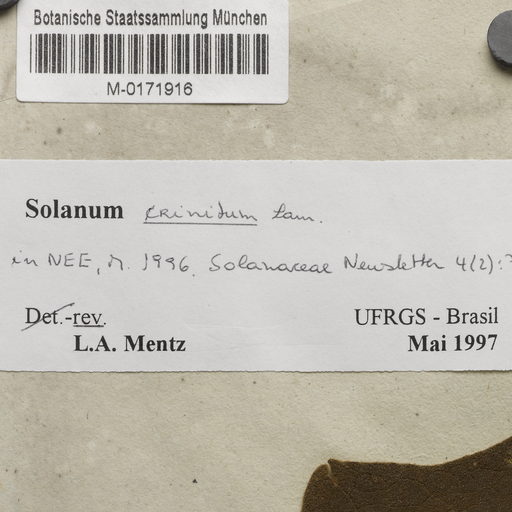 Botanische Staatssammlung München
M-0171916
Solanum crinitum Lam.
in NEE, M. 1996. Solanaceae Newsletter 4(2):
Det.-rev.
UFRGS - Brasil
L.A. Mentz
Mai 1997